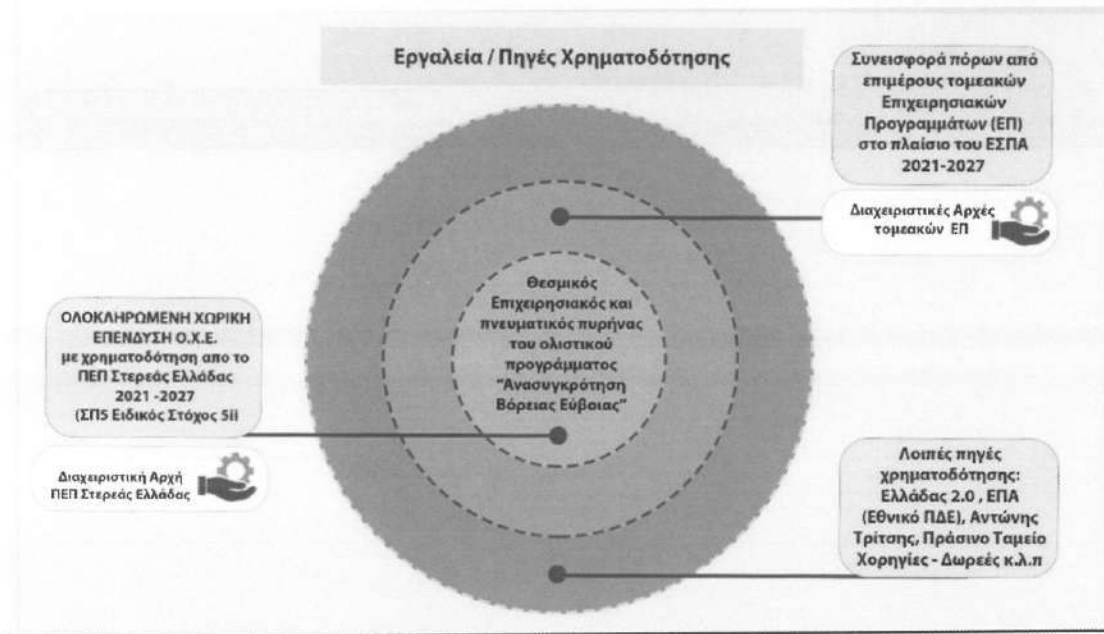 Εργαλεία / Πηγές Χρηματοδότησης
Συνεισφορά πόρων από
επιμέρους τομεακών
Επιχειρησιακών
Προγραμμάτων (ΕΠ)
στο πλαίσιο του ΕΣΠΑ
2021-2027
Διαχειριστικές Αρχές
τομεακών ΕΠ
Θεσμικός
Επιχειρησιακός και
πνευματικός πυρήνας
του ολιστικού
προγράμματος
"Ανασυγκρότηση
Βόρειας Εύβοιας"
ΟΛΟΚΛΗΡΩΜΕΝΗ ΧΩΡΙΚΗ
ΕΠΕΝΔΥΣΗ Ο.Χ.Ε.
με χρηματοδότηση απο το
ΠΕΠ Στερεάς Ελλάδας
2021 -2027
(ΣΠ5 Ειδικός Στόχος 5ii
Διαχειριστική Αρχή
ΠΕΠ Στερεάς Ελλάδας
Λοιπές πηγές
χρηματοδότησης:
Ελλάδας 2.0 , ΕΠΑ
(Εθνικό ΠΔΕ), Αντώνης
Τρίτσης, Πράσινο Ταμείο
Χορηγίες - Δωρεές κ.λ.π